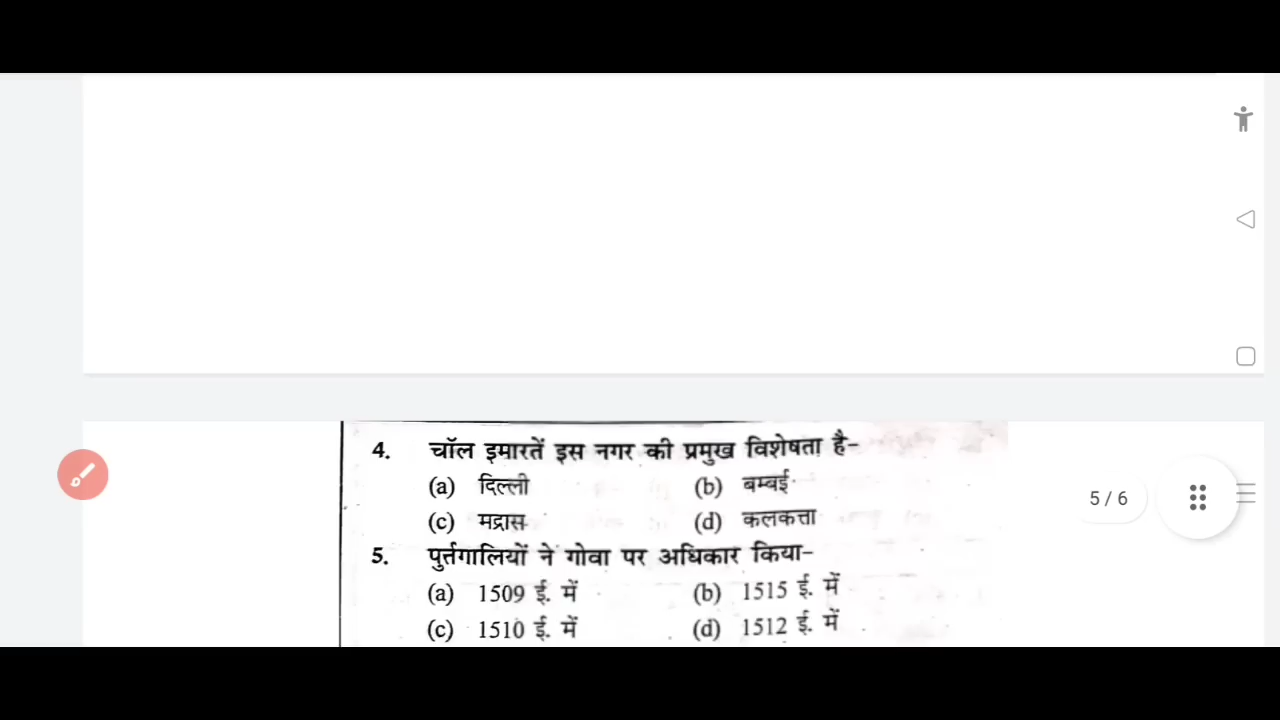 4. चॉल इमारतें इस नगर की प्रमुख विशेषता है-
(a) दिल्ली (b) बम्बई
(c) मद्रास (d) कलकत्ता
5. पुर्तगालियों ने गोवा पर अधिकार किया-
(a) 1509 ई. में (b) 1515 ई. में
(c) 1510 ई. में (d) 1512 ई. में
5 / 6